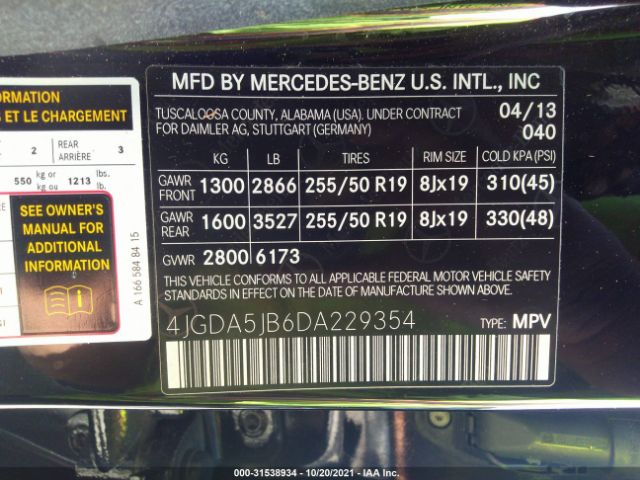 ORMATION
ET LE CHARGEMENT
2 REAR ARRIÈRE 3
550 kg or kg ou 1213 lbs. lb.
SEE OWNER'S
MANUAL FOR
ADDITIONAL
INFORMATION
A 166 584 84 15
MFD BY MERCEDES-BENZ U.S. INTL., INC
TUSCALOOSA COUNTY, ALABAMA (USA). UNDER CONTRACT 04/13
FOR DAIMLER AG, STUTTGART (GERMANY) 040
KG LB TIRES RIM SIZE COLD KPA (PSI)
GAWR FRONT 1300 2866 255/50 R19 8Jx19 310(45)
GAWR REAR 1600 3527 255/50 R19 8Jx19 330(48)
GVWR 2800 6173
THIS VEHICLE CONFORMS TO ALL APPLICABLE FEDERAL MOTOR VEHICLE SAFETY
STANDARDS IN EFFECT ON THE DATE OF MANUFACTURE SHOWN ABOVE.
4JGDA5JB6DA229354 TYPE: MPV
000-31538934 - 10/20/2021 - IAA Inc.